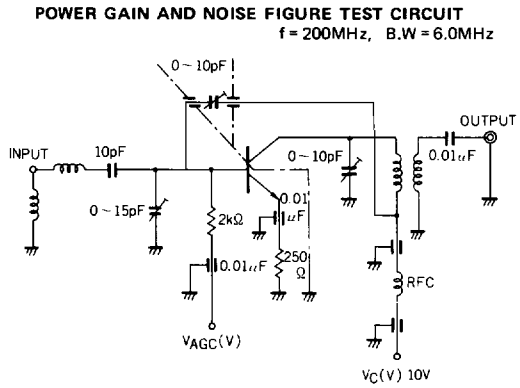 POWER GAIN AND NOISE FIGURE TEST CIRCUIT
f = 200MHz, B.W = 6.0MHz
0~10pF
OUTPUT
INPUT
10pF
0~10pF
0.01uF
0~15pF
0.01
uF
2kΩ
0.01uF
250
Ω
RFC
VAGC(V)
VC(V) 10V